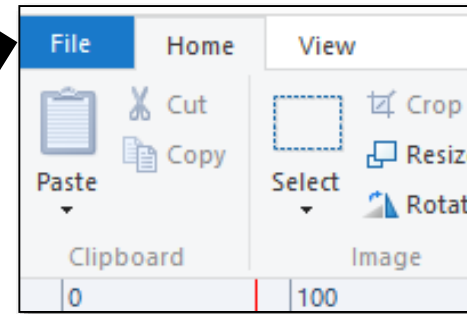 File Home View
Cut Crop
Copy Resiz
Paste Select Rotat
Clipboard Image
0 100